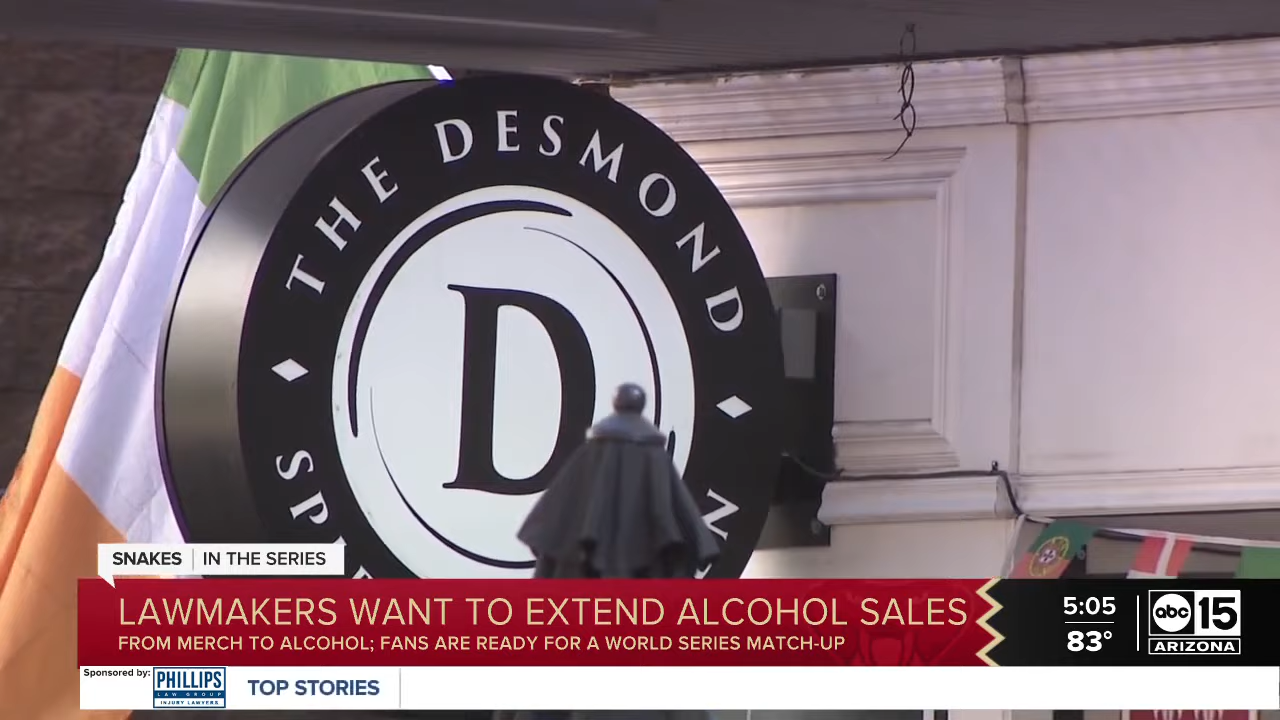 THE DESMOND
D
SNAKES IN THE SERIES
LAWMAKERS WANT TO EXTEND ALCOHOL SALES
FROM MERCH TO ALCOHOL; FANS ARE READY FOR A WORLD SERIES MATCH-UP
5:05
83°
abc 15
ARIZONA
Sponsored by:
PHILLIPS
LAW GROUP
INJURY LAWYERS
TOP STORIES